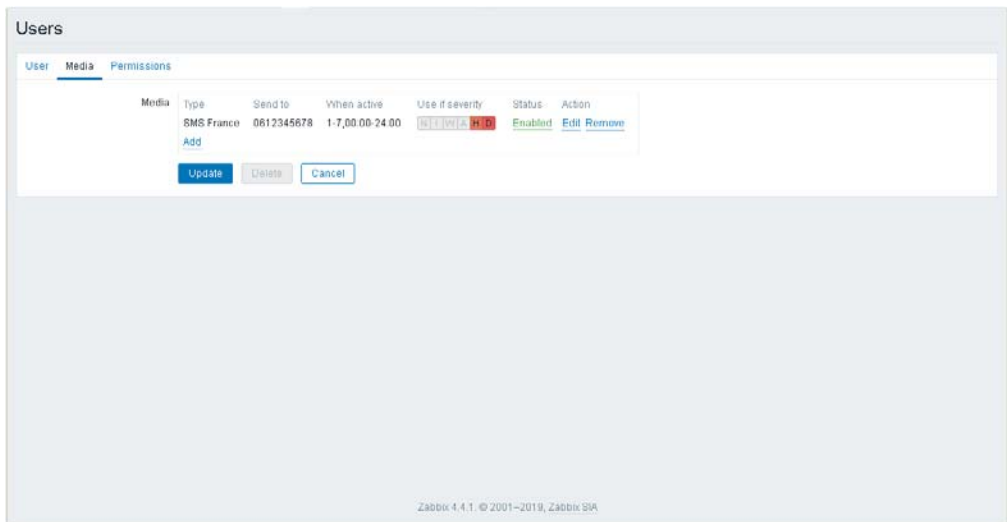 Users
User Media Permissions
Media Type Send to When active Use if severity Status Action
SMS France 0612345678 1-7,00:00-24:00 N I W A H D Enabled Edit Remove
Add
Update Delete Cancel
Zabbix 4.4.1. © 2001–2019, Zabbix SIA